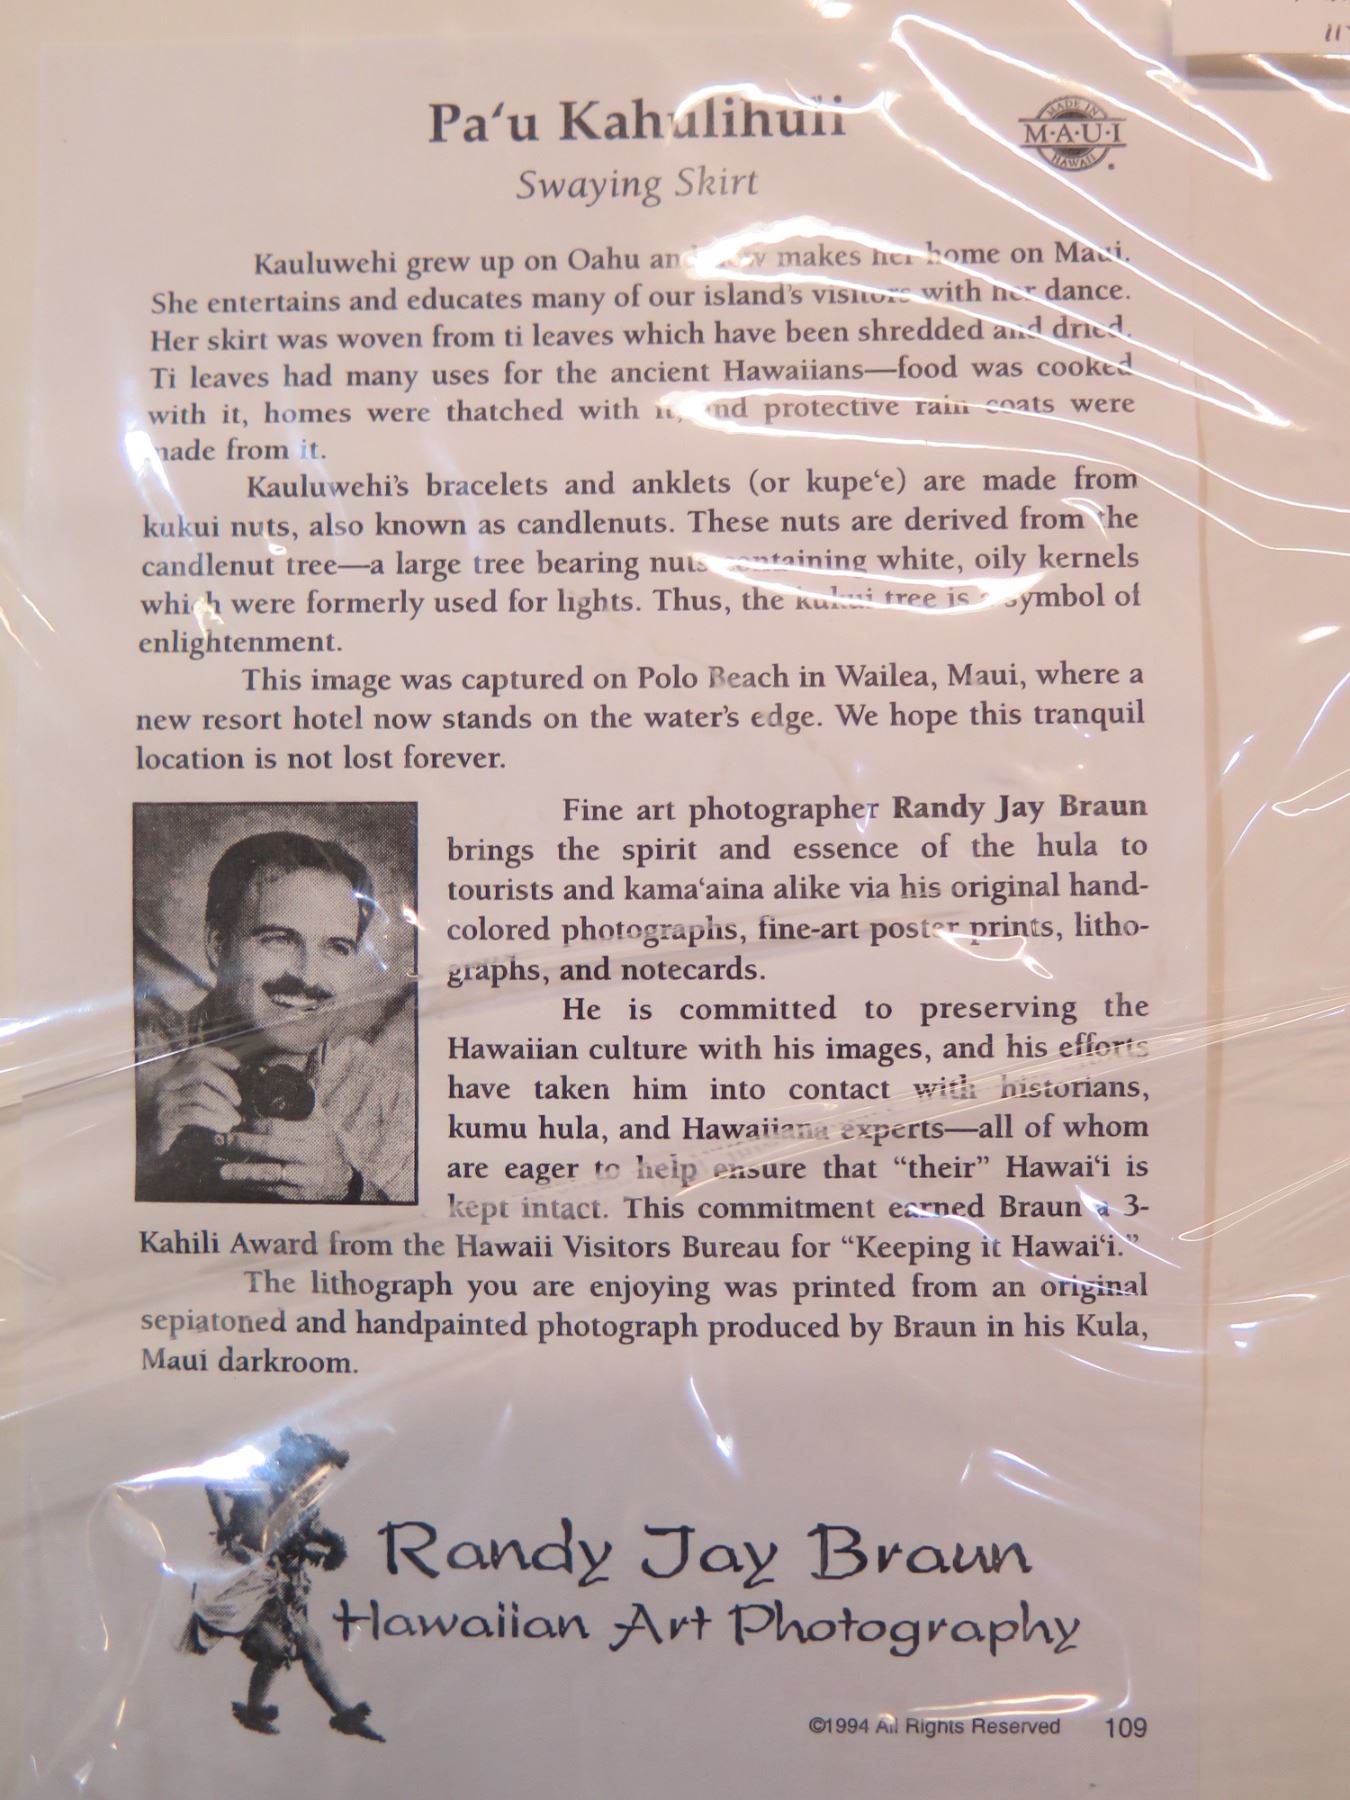 Pa‘u Kahulihuli
MADE IN
M·A·U·I
HAWAII
Swaying Skirt
Kauluwehi grew up on Oahu and now makes her home on Maui.
She entertains and educates many of our island’s visitors with her dance.
Her skirt was woven from ti leaves which have been shredded and dried.
Ti leaves had many uses for the ancient Hawaiians—food was cooked
with it, homes were thatched with it, and protective rain coats were
made from it.
Kauluwehi’s bracelets and anklets (or kupe‘e) are made from
kukui nuts, also known as candlenuts. These nuts are derived from the
candlenut tree—a large tree bearing nuts containing white, oily kernels
which were formerly used for lights. Thus, the kukui tree is a symbol of
enlightenment.
This image was captured on Polo Beach in Wailea, Maui, where a
new resort hotel now stands on the water’s edge. We hope this tranquil
location is not lost forever.
Fine art photographer Randy Jay Braun
brings the spirit and essence of the hula to
tourists and kama‘aina alike via his original hand-
colored photographs, fine-art poster prints, litho-
graphs, and notecards.
He is committed to preserving the
Hawaiian culture with his images, and his efforts
have taken him into contact with historians,
kumu hula, and Hawaiiana experts—all of whom
are eager to help ensure that “their” Hawai‘i is
kept intact. This commitment earned Braun a 3-
Kahili Award from the Hawaii Visitors Bureau for “Keeping it Hawai‘i.”
The lithograph you are enjoying was printed from an original
sepiatoned and handpainted photograph produced by Braun in his Kula,
Maui darkroom.
Randy Jay Braun
Hawaiian Art Photography
©1994 All Rights Reserved 109